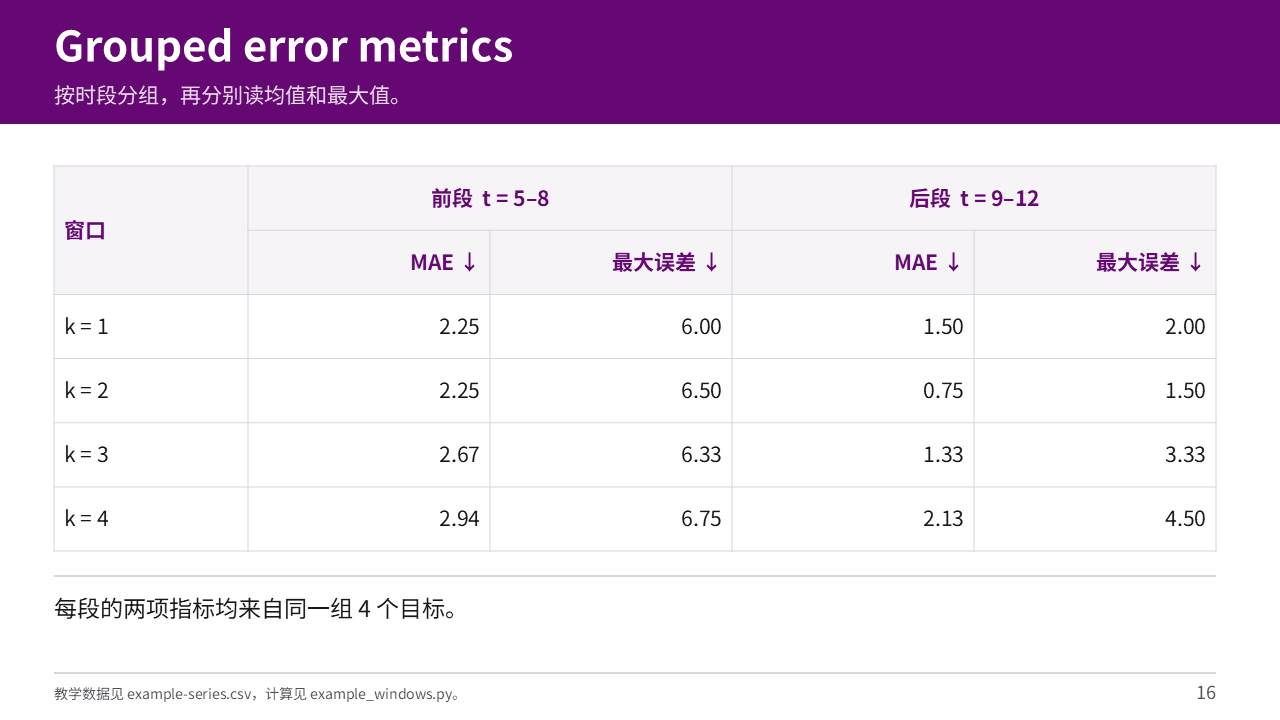 Grouped error metrics
按时段分组，再分别读均值和最大值。
窗口 前段 t = 5–8 后段 t = 9–12
MAE ↓ 最大误差 ↓ MAE ↓ 最大误差 ↓
k = 1 2.25 6.00 1.50 2.00
k = 2 2.25 6.50 0.75 1.50
k = 3 2.67 6.33 1.33 3.33
k = 4 2.94 6.75 2.13 4.50
每段的两项指标均来自同一组 4 个目标。
教学数据见 example-series.csv，计算见 example_windows.py。 16